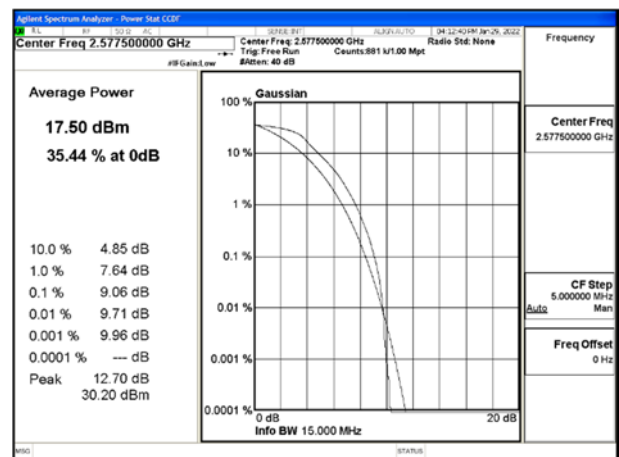 Agilent Spectrum Analyzer - Power Stat CCDF
RL RF 50 Ω AC SENSE:INT ALIGN AUTO 04:12:40 PM Jan 29, 2022
Center Freq 2.577500000 GHz
Center Freq: 2.577500000 GHz Radio Std: None
Trig: Free Run Counts:881 k/1.00 Mpt
#IFGain:Low #Atten: 40 dB
Frequency
Average Power
17.50 dBm
35.44 % at 0dB
10.0 % 4.85 dB
1.0 % 7.64 dB
0.1 % 9.06 dB
0.01 % 9.71 dB
0.001 % 9.96 dB
0.0001 % --- dB
Peak 12.70 dB
30.20 dBm
Gaussian
100 %
10 %
1 %
0.1 %
0.01 %
0.001 %
0.0001 %
0 dB 20 dB
Info BW 15.000 MHz
Center Freq
2.577500000 GHz
CF Step
5.000000 MHz
Auto Man
Freq Offset
0 Hz
MSG STATUS